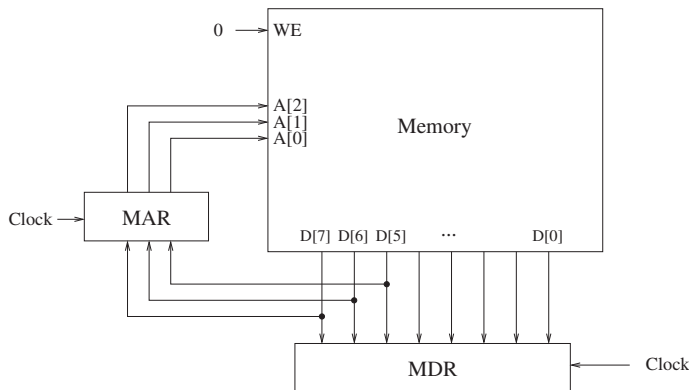 0 WE
A[2]
A[1]
Memory
A[0]
Clock MAR
D[7] D[6] D[5] ... D[0]
MDR Clock